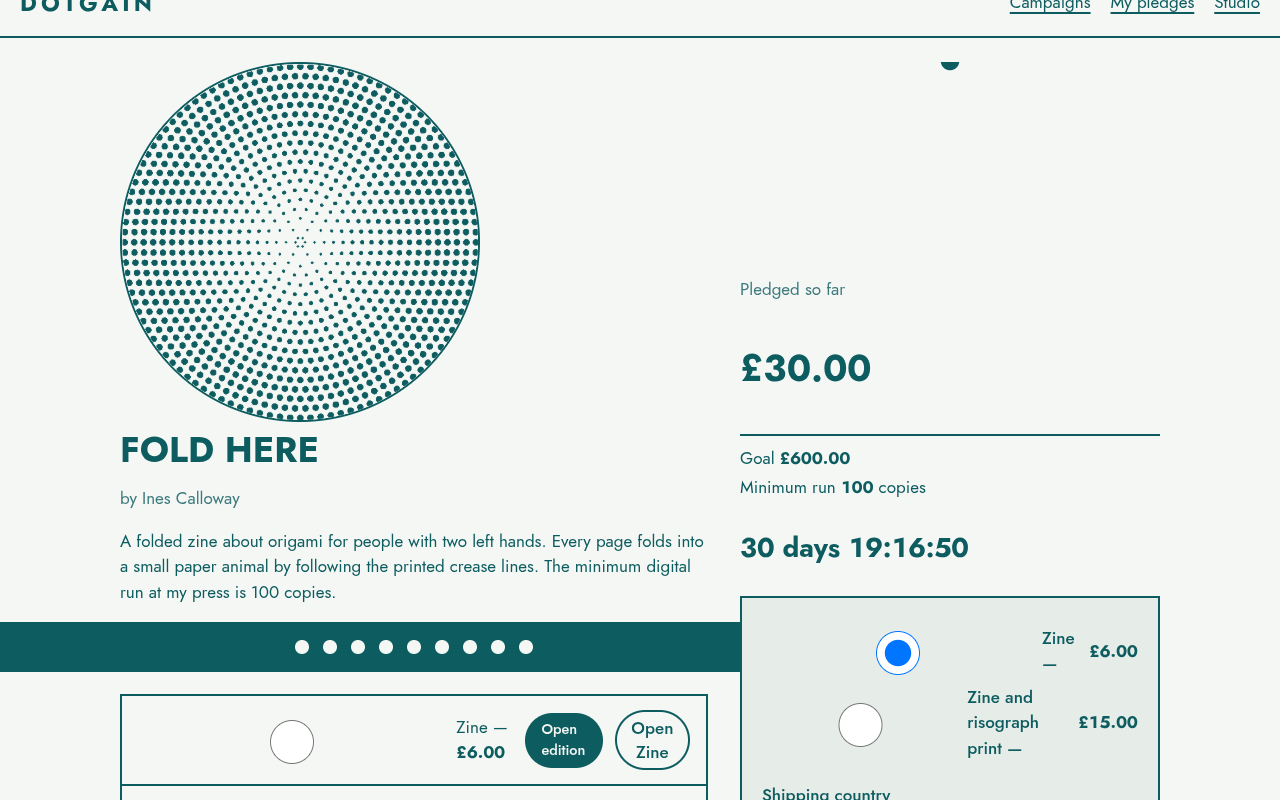 DOTGAIN
Campaigns My pledges Studio
FOLD HERE
by Ines Calloway
A folded zine about origami for people with two left hands. Every page folds into
a small paper animal by following the printed crease lines. The minimum digital
run at my press is 100 copies.
Zine —
£6.00
Open
edition
Open
Zine
Pledged so far
£30.00
Goal £600.00
Minimum run 100 copies
30 days 19:16:50
Zine
—
£6.00
Zine and
risograph
print —
£15.00
Shipping country